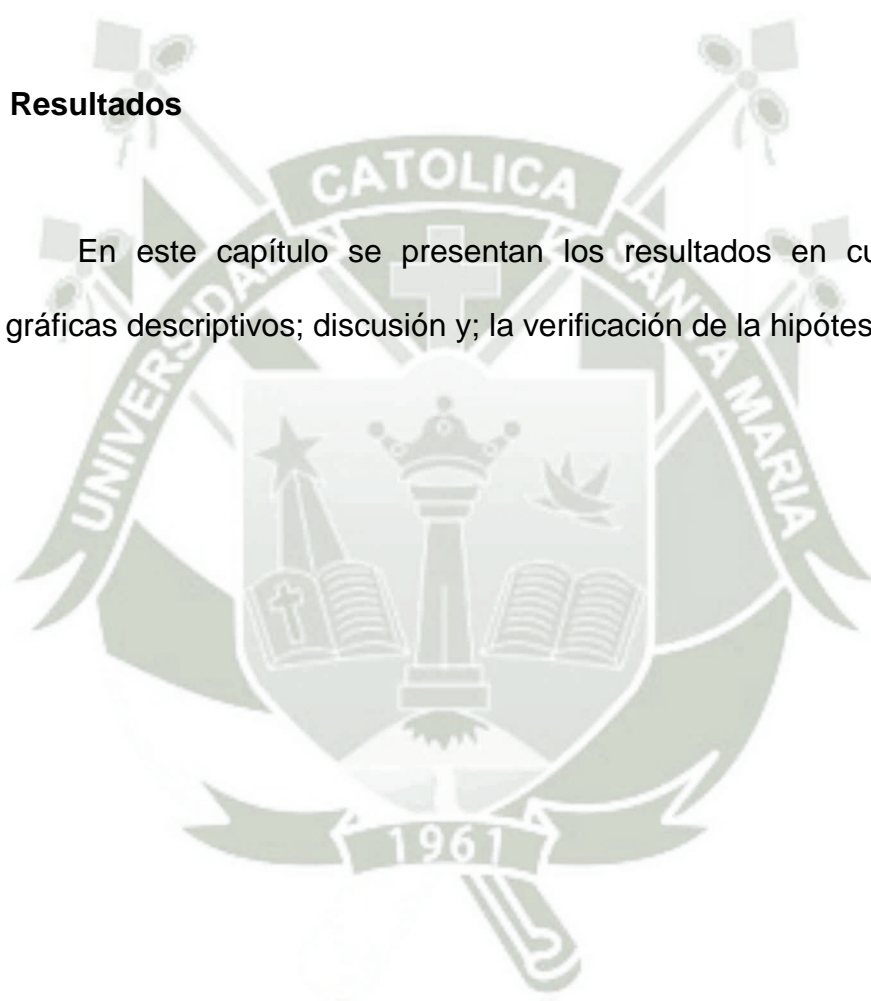 Resultados
CATOLICA
En este capítulo se presentan los resultados en cu
gráficas descriptivos; discusión y; la verificación de la hipótes
UNIVERSIDAD
SANTA MARIA
1961